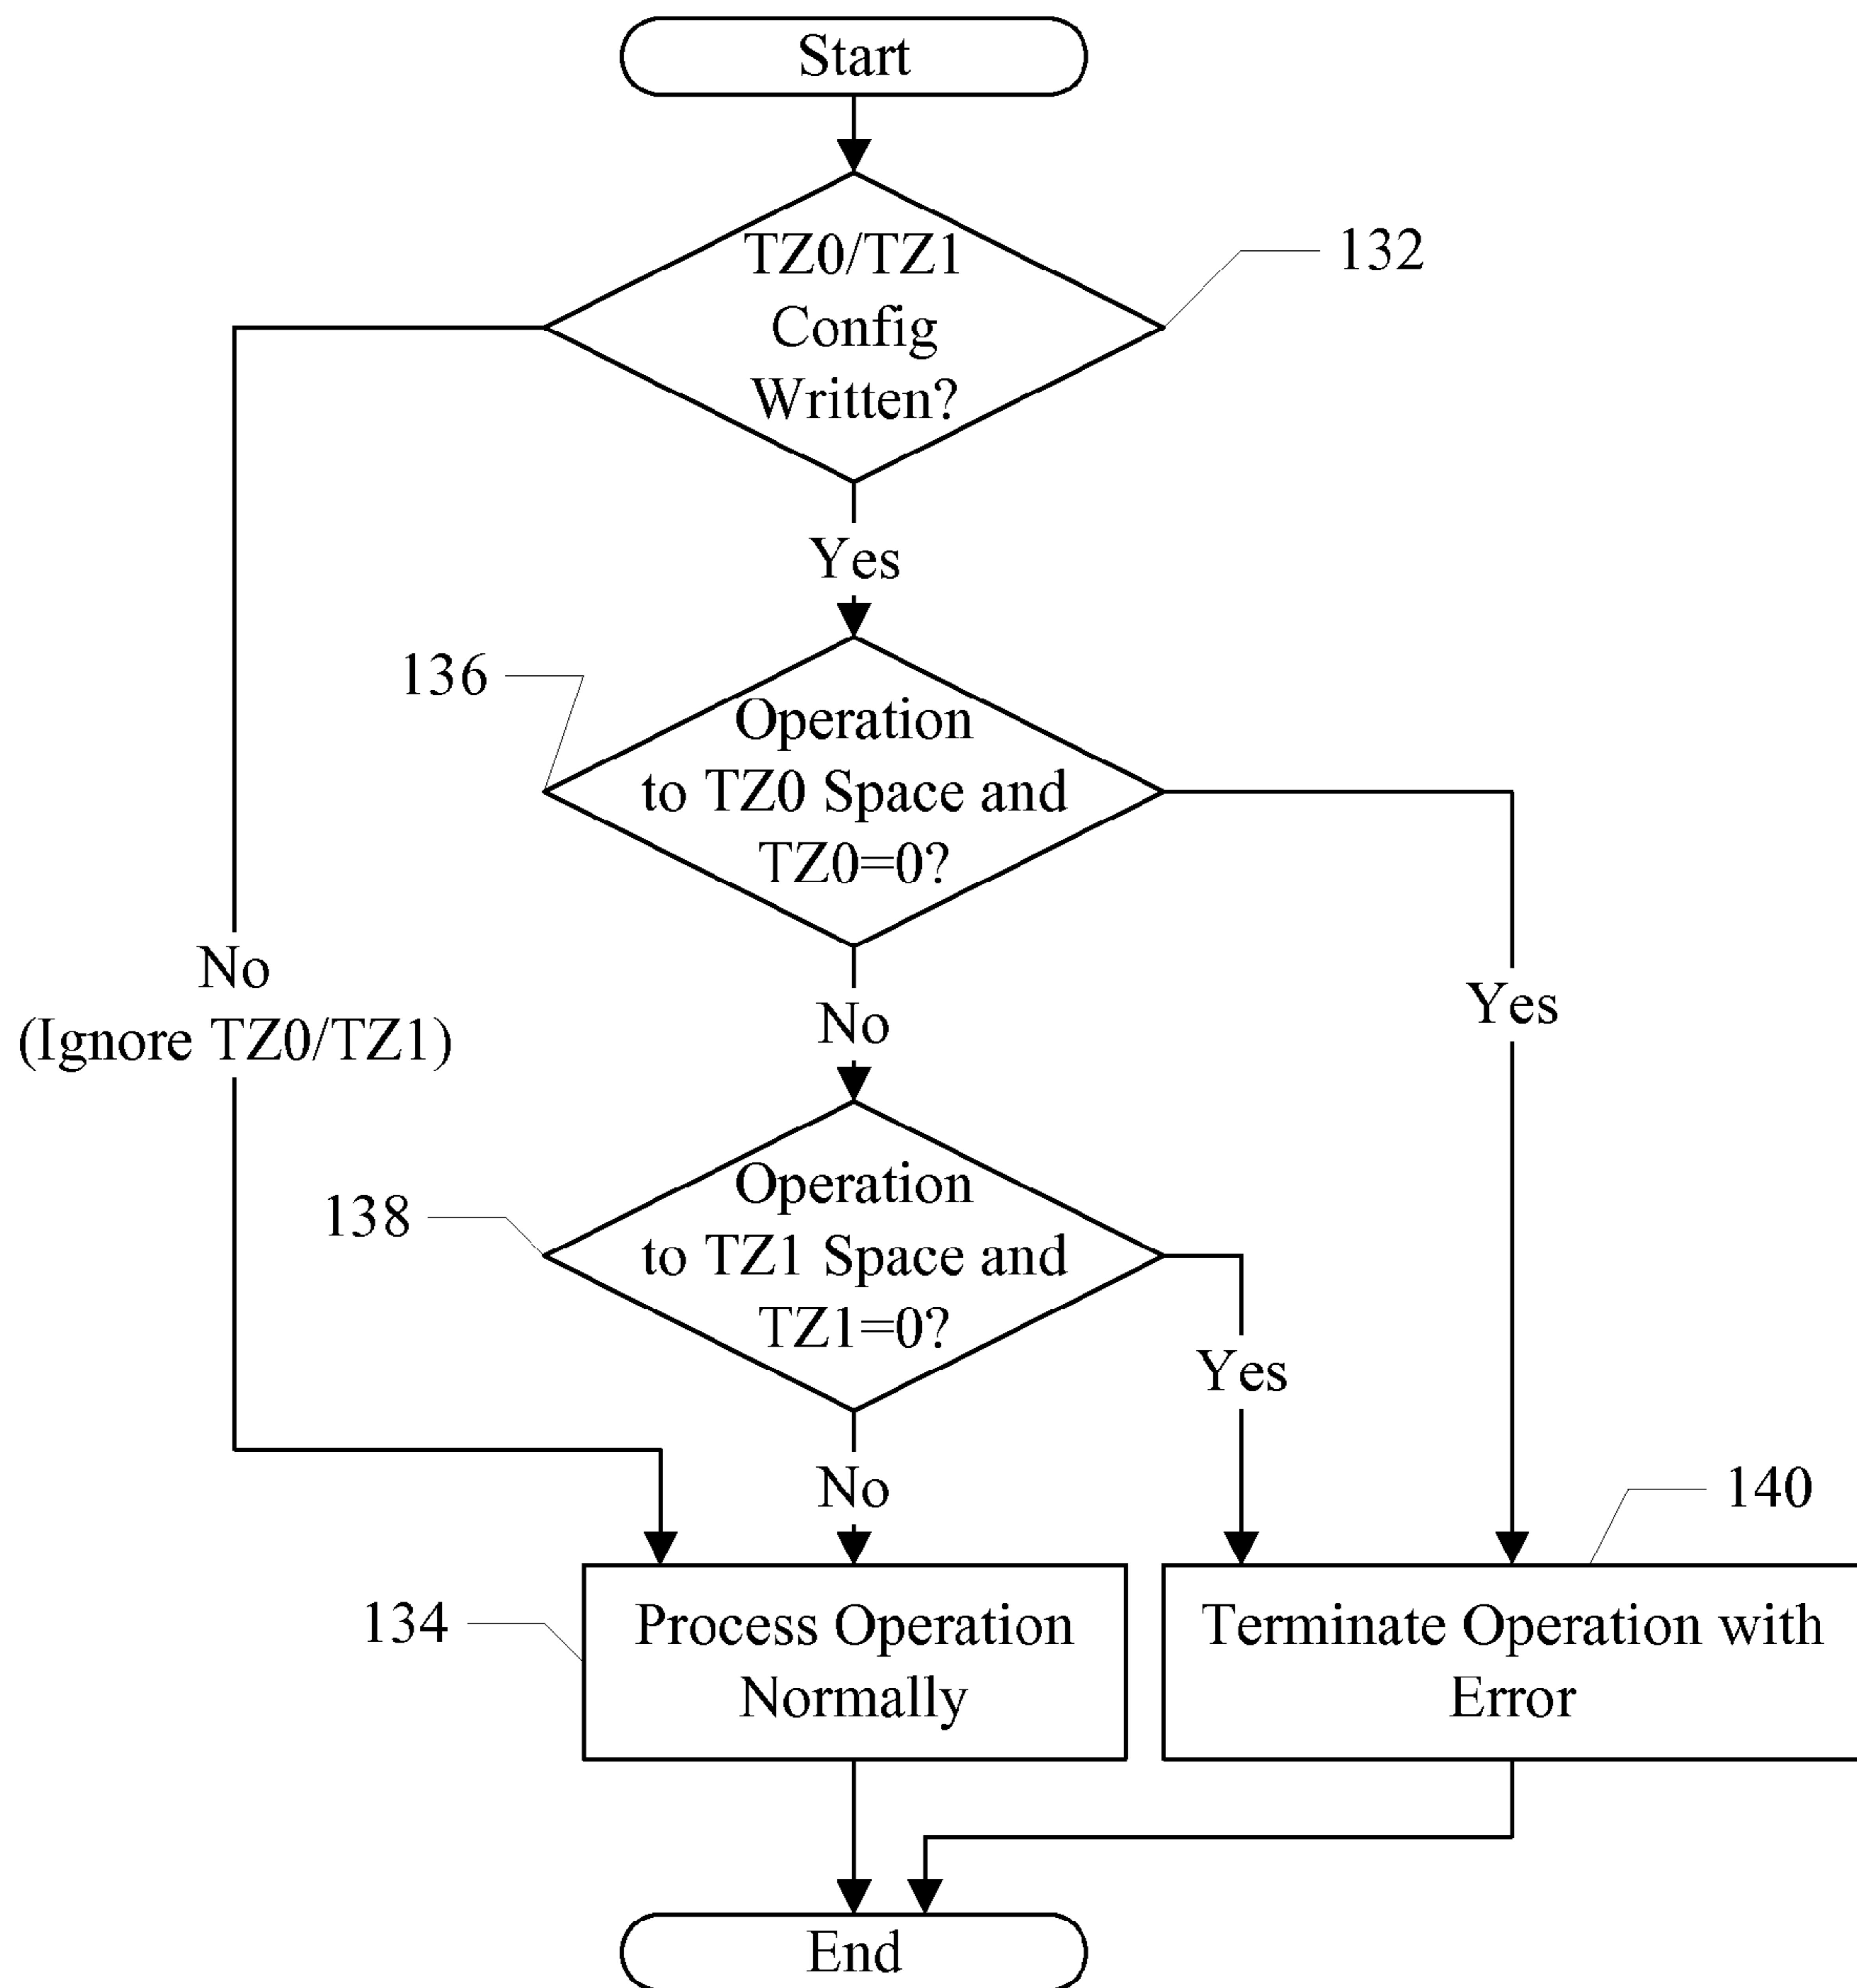 Start
TZ0/TZ1
Config
Written?
132
Yes
136
Operation
to TZ0 Space and
TZ0=0?
No
(Ignore TZ0/TZ1)
Yes
No
138
Operation
to TZ1 Space and
TZ1=0?
Yes
No
140
134
Process Operation
Normally
Terminate Operation with
Error
End